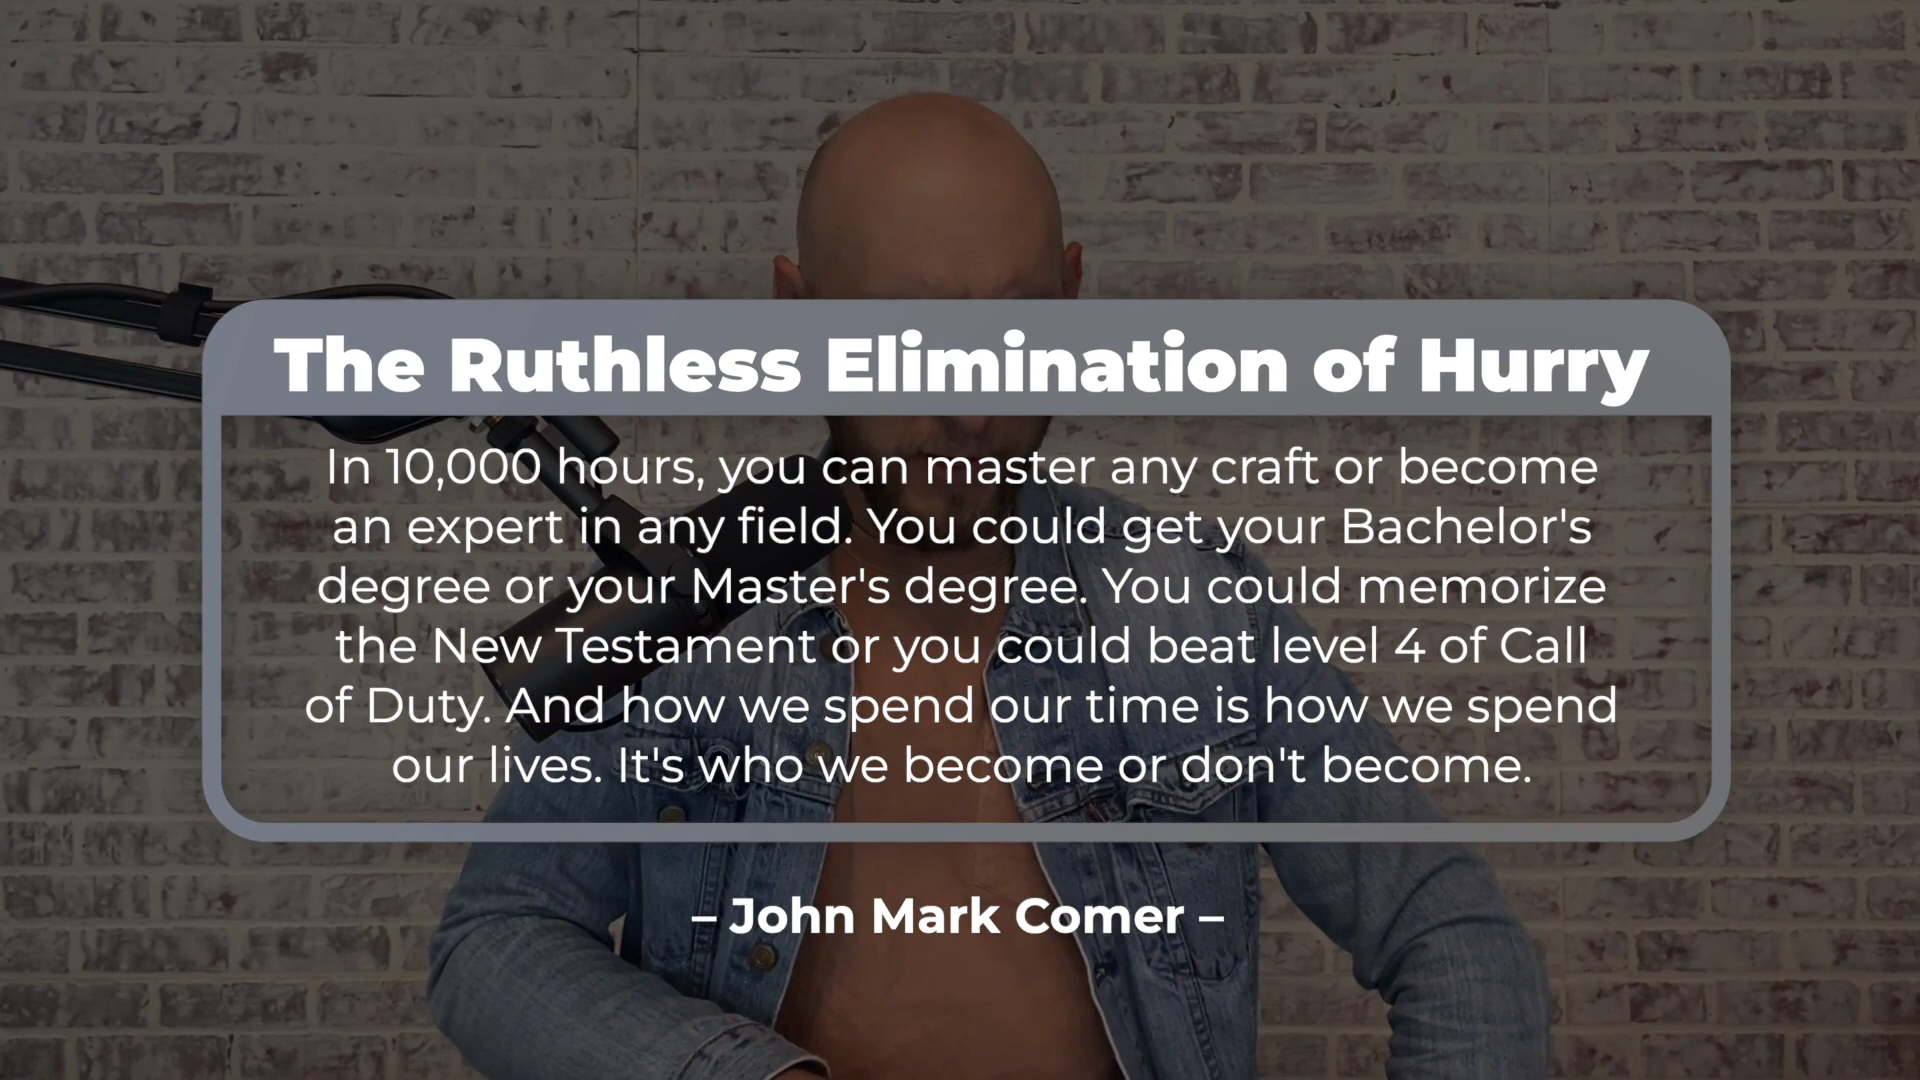 The Ruthless Elimination of Hurry
In 10,000 hours, you can master any craft or become
an expert in any field. You could get your Bachelor's
degree or your Master's degree. You could memorize
the New Testament or you could beat level 4 of Call
of Duty. And how we spend our time is how we spend
our lives. It's who we become or don't become.
– John Mark Comer –